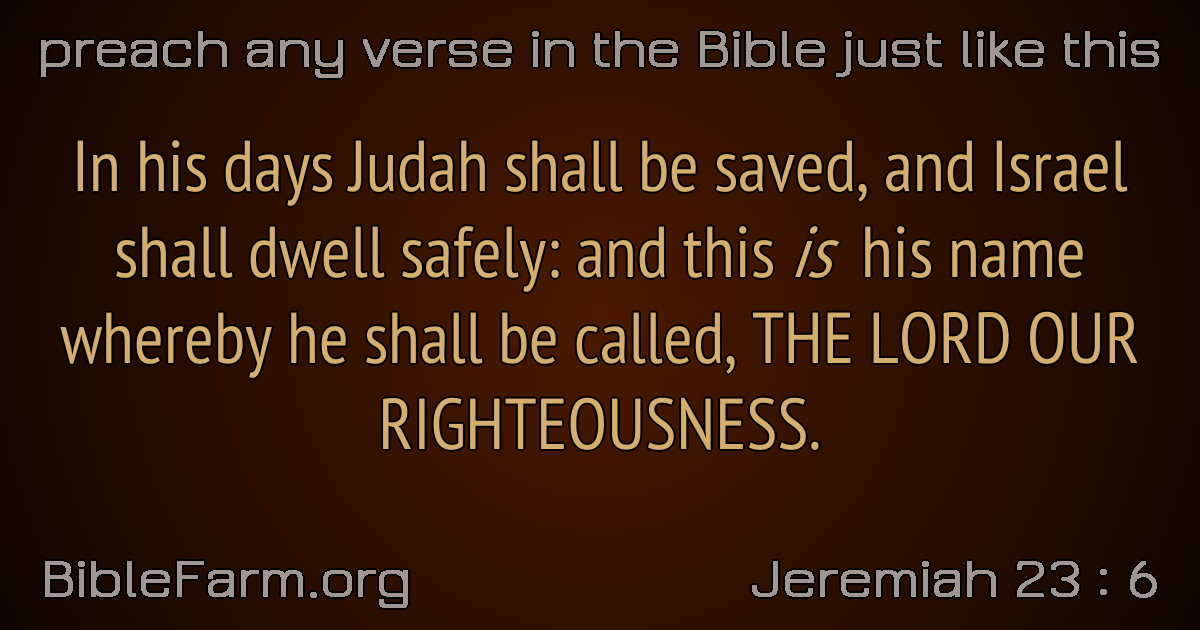 preach any verse in the Bible just like this
In his days Judah shall be saved, and Israel
shall dwell safely: and this is his name
whereby he shall be called, THE LORD OUR
RIGHTEOUSNESS.
BibleFarm.org
Jeremiah 23 : 6